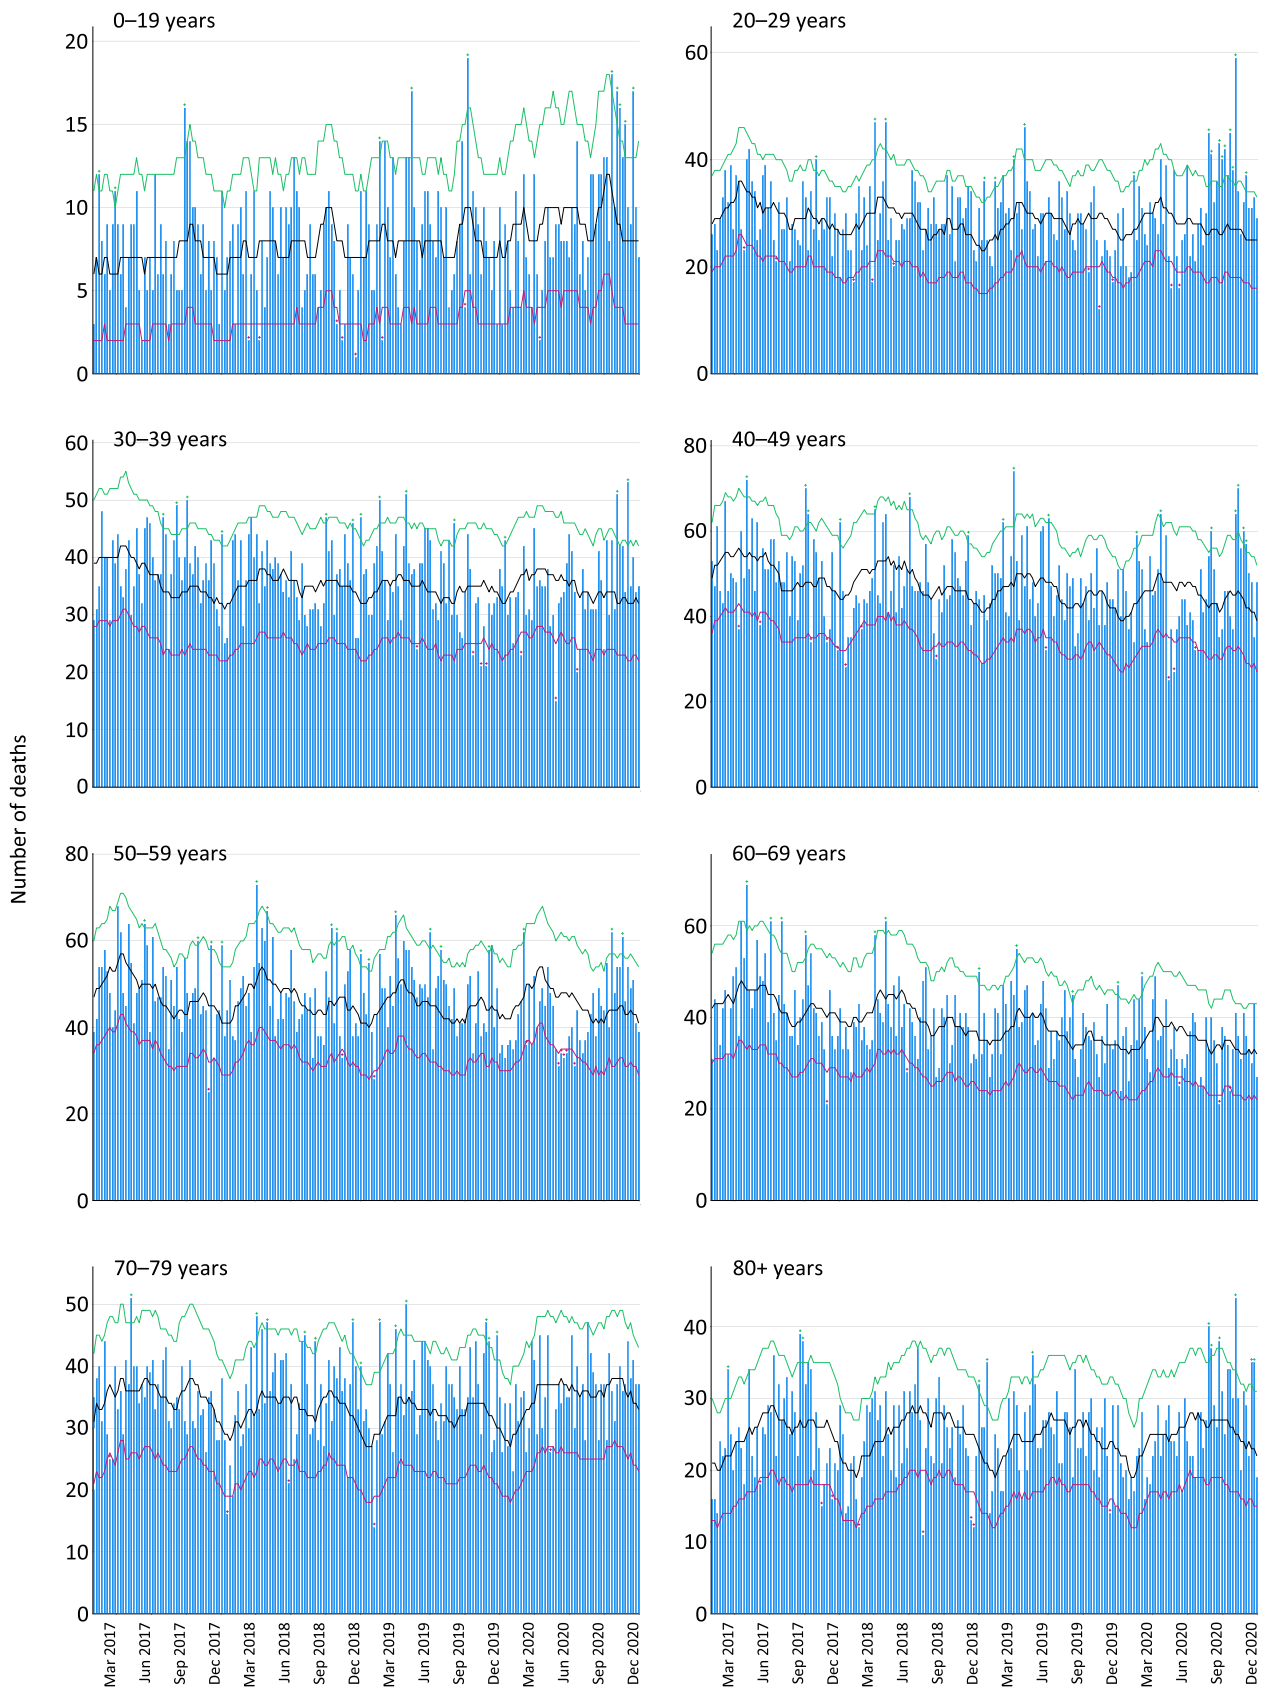 Number of deaths
0–19 years
20
15
10
5
0
20–29 years
60
40
20
0
30–39 years
60
50
40
30
20
10
0
40–49 years
80
60
40
20
0
50–59 years
80
60
40
20
0
60–69 years
60
40
20
0
70–79 years
50
40
30
20
10
0
80+ years
40
30
20
10
0
Mar 2017
Jun 2017
Sep 2017
Dec 2017
Mar 2018
Jun 2018
Sep 2018
Dec 2018
Mar 2019
Jun 2019
Sep 2019
Dec 2019
Mar 2020
Jun 2020
Sep 2020
Dec 2020
Mar 2017
Jun 2017
Sep 2017
Dec 2017
Mar 2018
Jun 2018
Sep 2018
Dec 2018
Mar 2019
Jun 2019
Sep 2019
Dec 2019
Mar 2020
Jun 2020
Sep 2020
Dec 2020